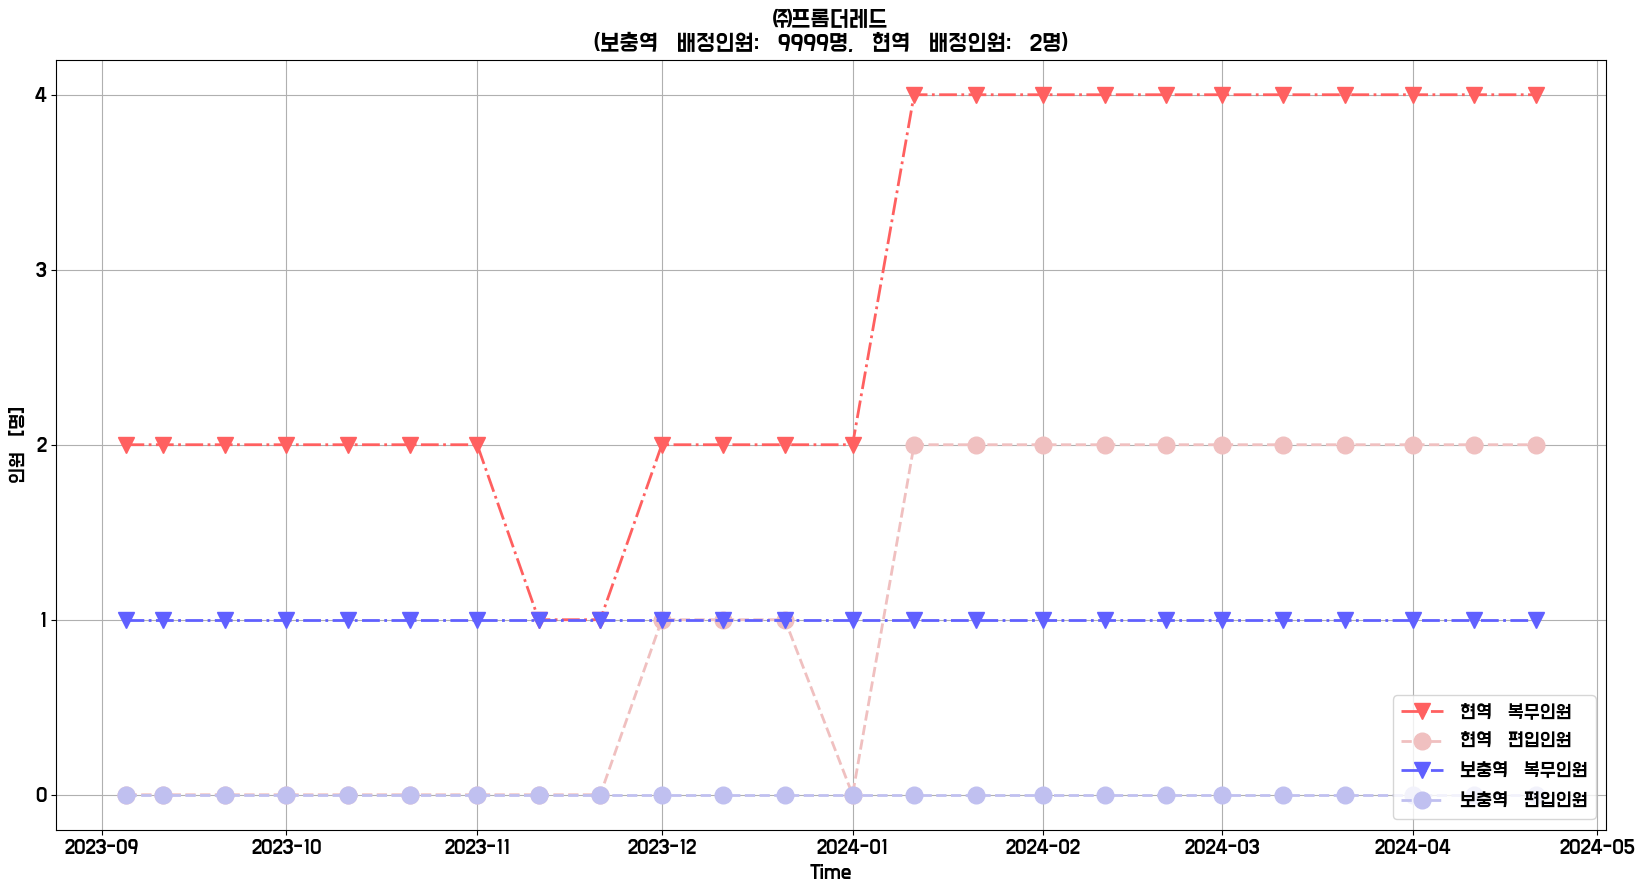 ㈜프롬더레드
(보충역 배정인원: 9999명, 현역 배정인원: 2명)
인원 [명]
4
3
2
1
0
2023-09 2023-10 2023-11 2023-12 2024-01 2024-02 2024-03 2024-04 2024-05
Time
현역 복무인원
현역 편입인원
보충역 복무인원
보충역 편입인원